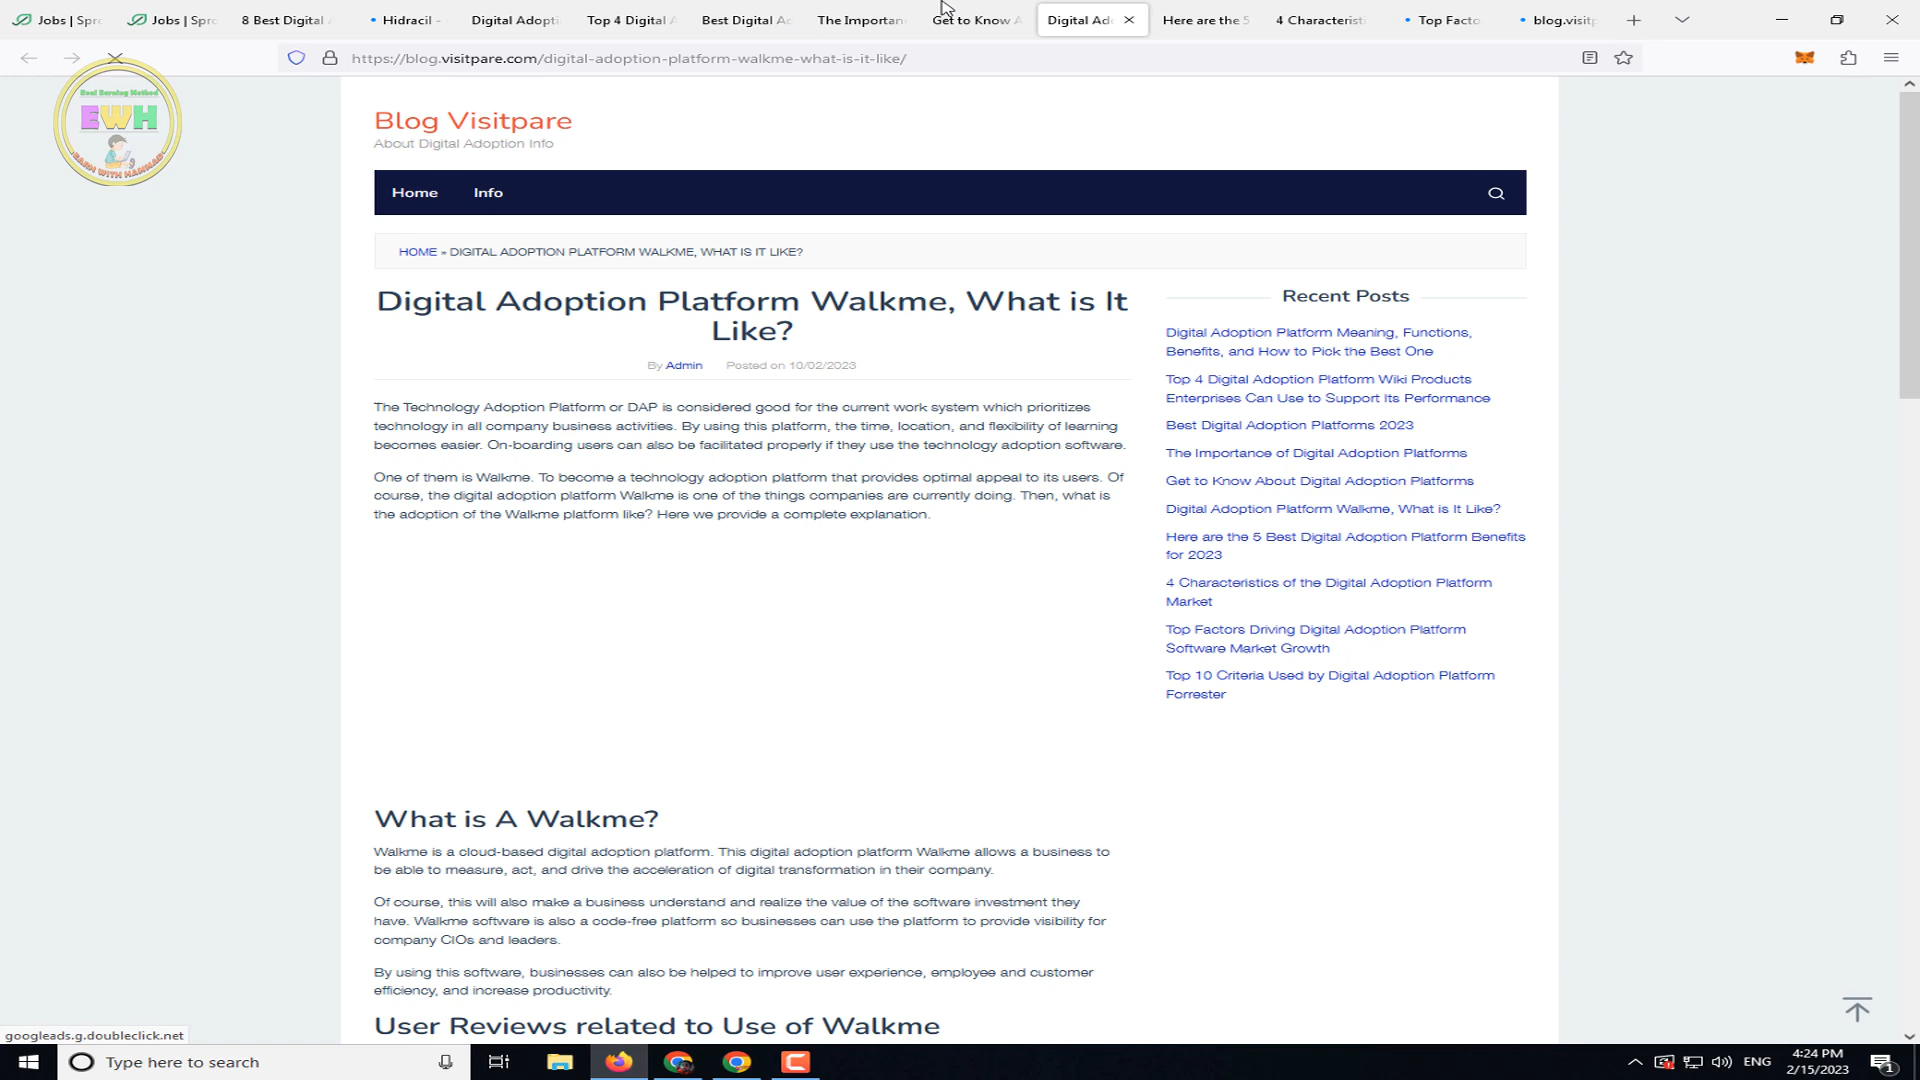 Jobs | Spr
Jobs | Spr
8 Best Digital
Hidracil -
Digital Adopti
Top 4 Digital
Best Digital Ad
The Importan
Get to Know A
Digital Ado
Here are the 5
4 Characterist
Top Facto
blog.visitp
https://blog.visitpare.com/digital-adoption-platform-walkme-what-is-it-like/
Real Earning Method
EWH
EARN WITH HAMMAD
Blog Visitpare
About Digital Adoption Info
Home Info
HOME » DIGITAL ADOPTION PLATFORM WALKME, WHAT IS IT LIKE?
Digital Adoption Platform Walkme, What is It
Like?
By Admin Posted on 10/02/2023
The Technology Adoption Platform or DAP is considered good for the current work system which prioritizes
technology in all company business activities. By using this platform, the time, location, and flexibility of learning
becomes easier. On-boarding users can also be facilitated properly if they use the technology adoption software.
One of them is Walkme. To become a technology adoption platform that provides optimal appeal to its users. Of
course, the digital adoption platform Walkme is one of the things companies are currently doing. Then, what is
the adoption of the Walkme platform like? Here we provide a complete explanation.
What is A Walkme?
Walkme is a cloud-based digital adoption platform. This digital adoption platform Walkme allows a business to
be able to measure, act, and drive the acceleration of digital transformation in their company.
Of course, this will also make a business understand and realize the value of the software investment they
have. Walkme software is also a code-free platform so businesses can use the platform to provide visibility for
company CIOs and leaders.
By using this software, businesses can also be helped to improve user experience, employee and customer
efficiency, and increase productivity.
User Reviews related to Use of Walkme
Recent Posts
Digital Adoption Platform Meaning, Functions,
Benefits, and How to Pick the Best One
Top 4 Digital Adoption Platform Wiki Products
Enterprises Can Use to Support Its Performance
Best Digital Adoption Platforms 2023
The Importance of Digital Adoption Platforms
Get to Know About Digital Adoption Platforms
Digital Adoption Platform Walkme, What is It Like?
Here are the 5 Best Digital Adoption Platform Benefits
for 2023
4 Characteristics of the Digital Adoption Platform
Market
Top Factors Driving Digital Adoption Platform
Software Market Growth
Top 10 Criteria Used by Digital Adoption Platform
Forrester
googleads.g.doubleclick.net
Type here to search
ENG
4:24 PM
2/15/2023
1